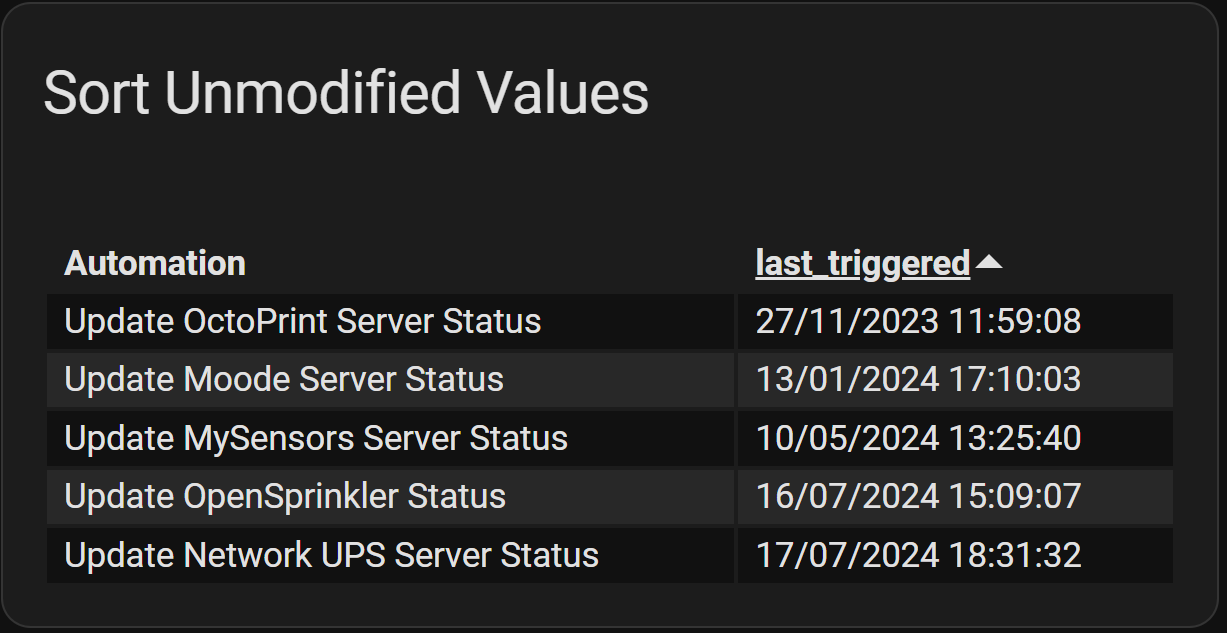 Sort Unmodified Values
Automation last_triggered
Update OctoPrint Server Status 27/11/2023 11:59:08
Update Moode Server Status 13/01/2024 17:10:03
Update MySensors Server Status 10/05/2024 13:25:40
Update OpenSprinkler Status 16/07/2024 15:09:07
Update Network UPS Server Status 17/07/2024 18:31:32